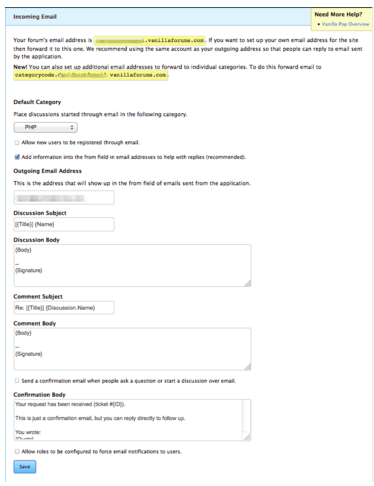 Incoming Email
Need More Help?
• Vanilla Pop Overview
Your forum's email address is .vanillaforums.com. If you want to set up your own email address for the site
then forward it to this one. We recommend using the same account as your outgoing address so that people can reply to email sent
by the application.
New! You can also set up additional email addresses to forward to individual categories. To do this forward email to
categorycode. vanillaforums.com.
Default Category
Place discussions started through email in the following category.
PHP
Allow new users to be registered through email.
Add information into the from field in email addresses to help with replies (recommended).
Outgoing Email Address
This is the address that will show up in the from field of emails sent from the application.
Discussion Subject
[{Title}] {Name}
Discussion Body
{Body}
--
{Signature}
Comment Subject
Re: [{Title}] {Discussion.Name}
Comment Body
{Body}
--
{Signature}
Send a confirmation email when people ask a question or start a discussion over email.
Confirmation Body
Your request has been received (ticket #{ID}).
This is just a confirmation email, but you can reply directly to follow up.
You wrote:
{Quote}
Allow roles to be configured to force email notifications to users.
Save